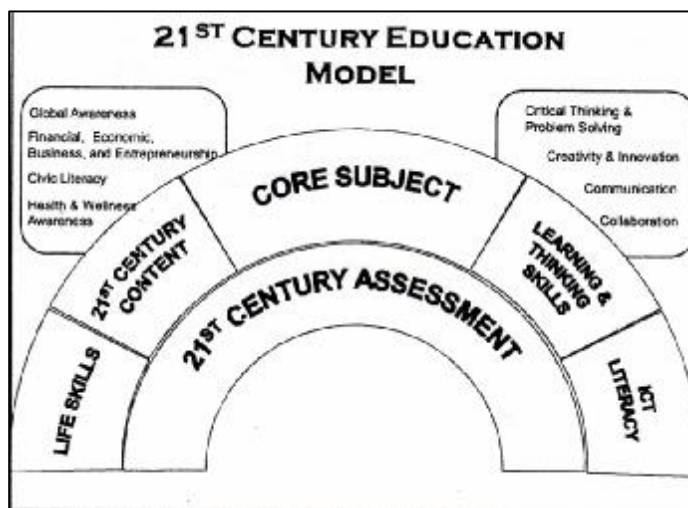 21ST CENTURY EDUCATION
MODEL
Global Awareness
Financial, Economic,
Business, and Entrepreneurship
Civic Literacy
Health & Wellness
Awareness
Critical Thinking &
Problem Solving
Creativity & Innovation
Communication
Collaboration
LIFE SKILLS
21ST CENTURY
CONTENT
CORE SUBJECT
LEARNING &
THINKING
SKILLS
ICT
LITERACY
21ST CENTURY ASSESSMENT